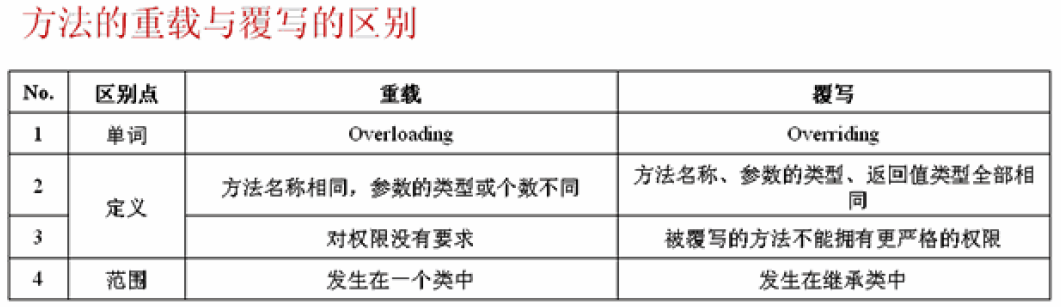 方法的重载与覆写的区别
No. 区别点 重载 覆写
1 单词 Overloading Overriding
2 定义 方法名称相同，参数的类型或个数不同 方法名称、参数的类型、返回值类型全部相
同
3 对权限没有要求 被覆写的方法不能拥有更严格的权限
4 范围 发生在一个类中 发生在继承类中